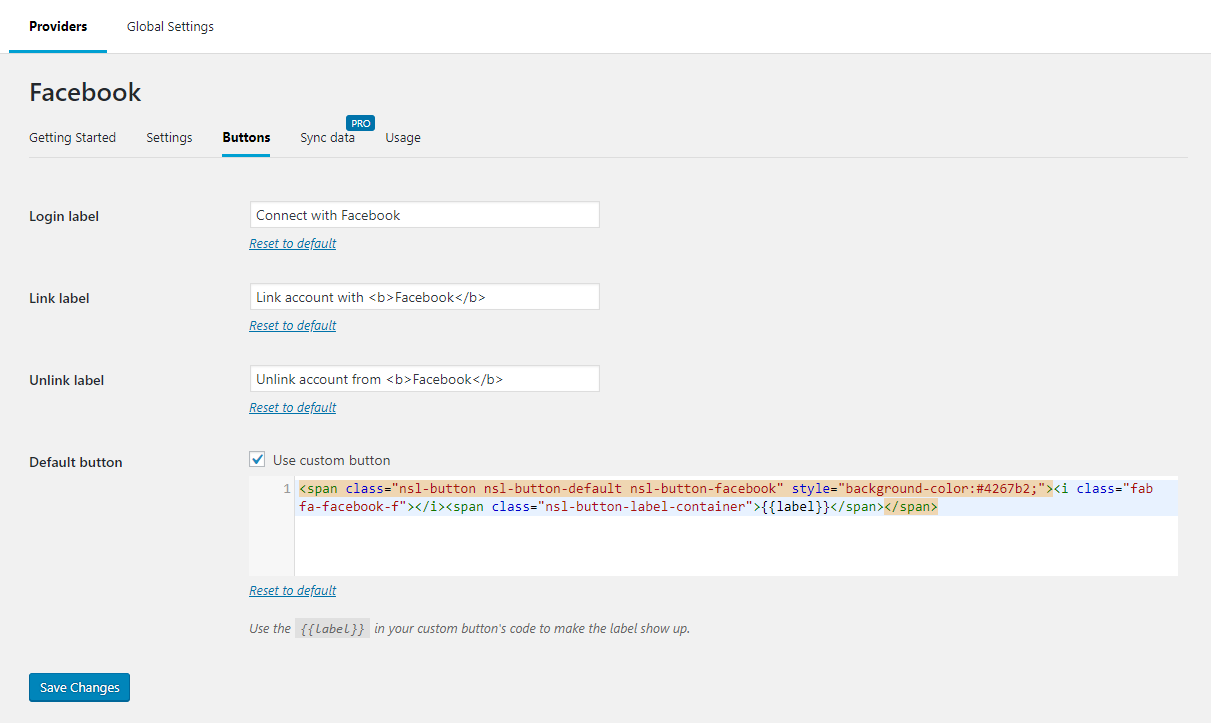 Providers Global Settings
Facebook
PRO
Getting Started Settings Buttons Sync data Usage
Login label Connect with Facebook
Reset to default
Link label Link account with <b>Facebook</b>
Reset to default
Unlink label Unlink account from <b>Facebook</b>
Reset to default
Default button Use custom button
1 <span class="nsl-button nsl-button-default nsl-button-facebook" style="background-color:#4267b2;"><i class="fab
fa-facebook-f"></i><span class="nsl-button-label-container">{{label}}</span></span>
Reset to default
Use the {{label}} in your custom button's code to make the label show up.
Save Changes